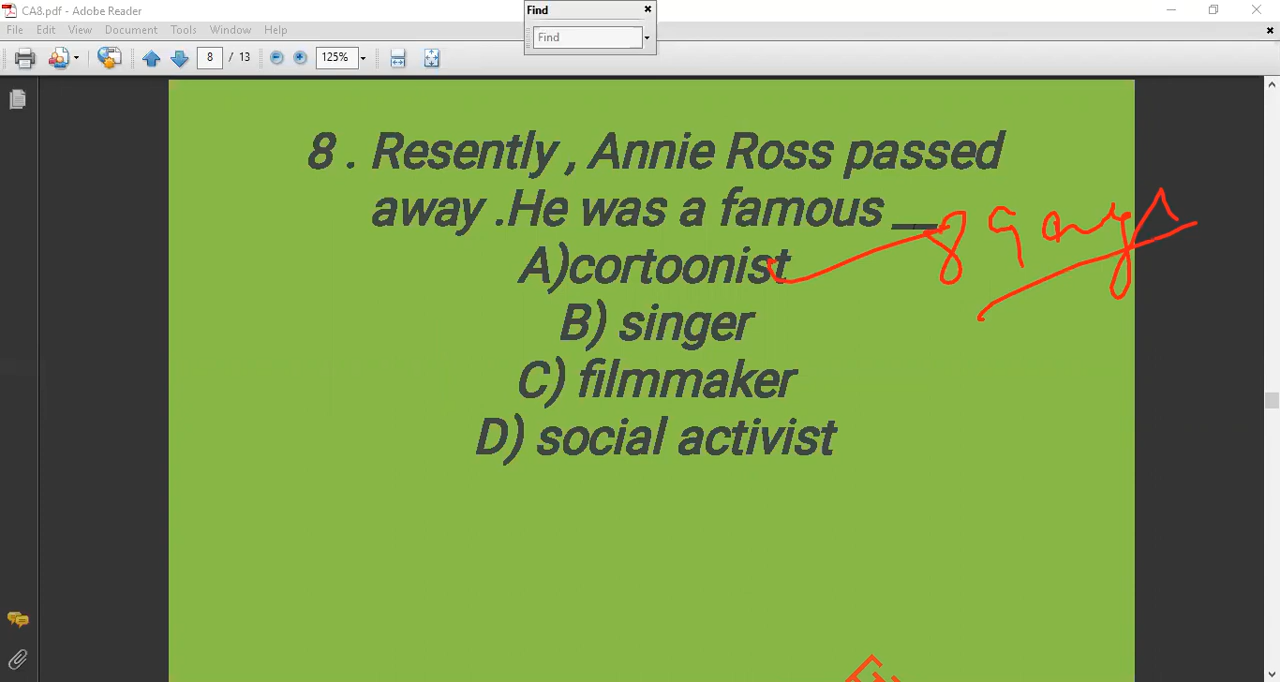 CA8.pdf - Adobe Reader
File Edit View Document Tools Window Help
Find
Find
8 / 13 125%
8 . Resently , Annie Ross passed
away .He was a famous __
A)cortoonist
B) singer
C) filmmaker
D) social activist